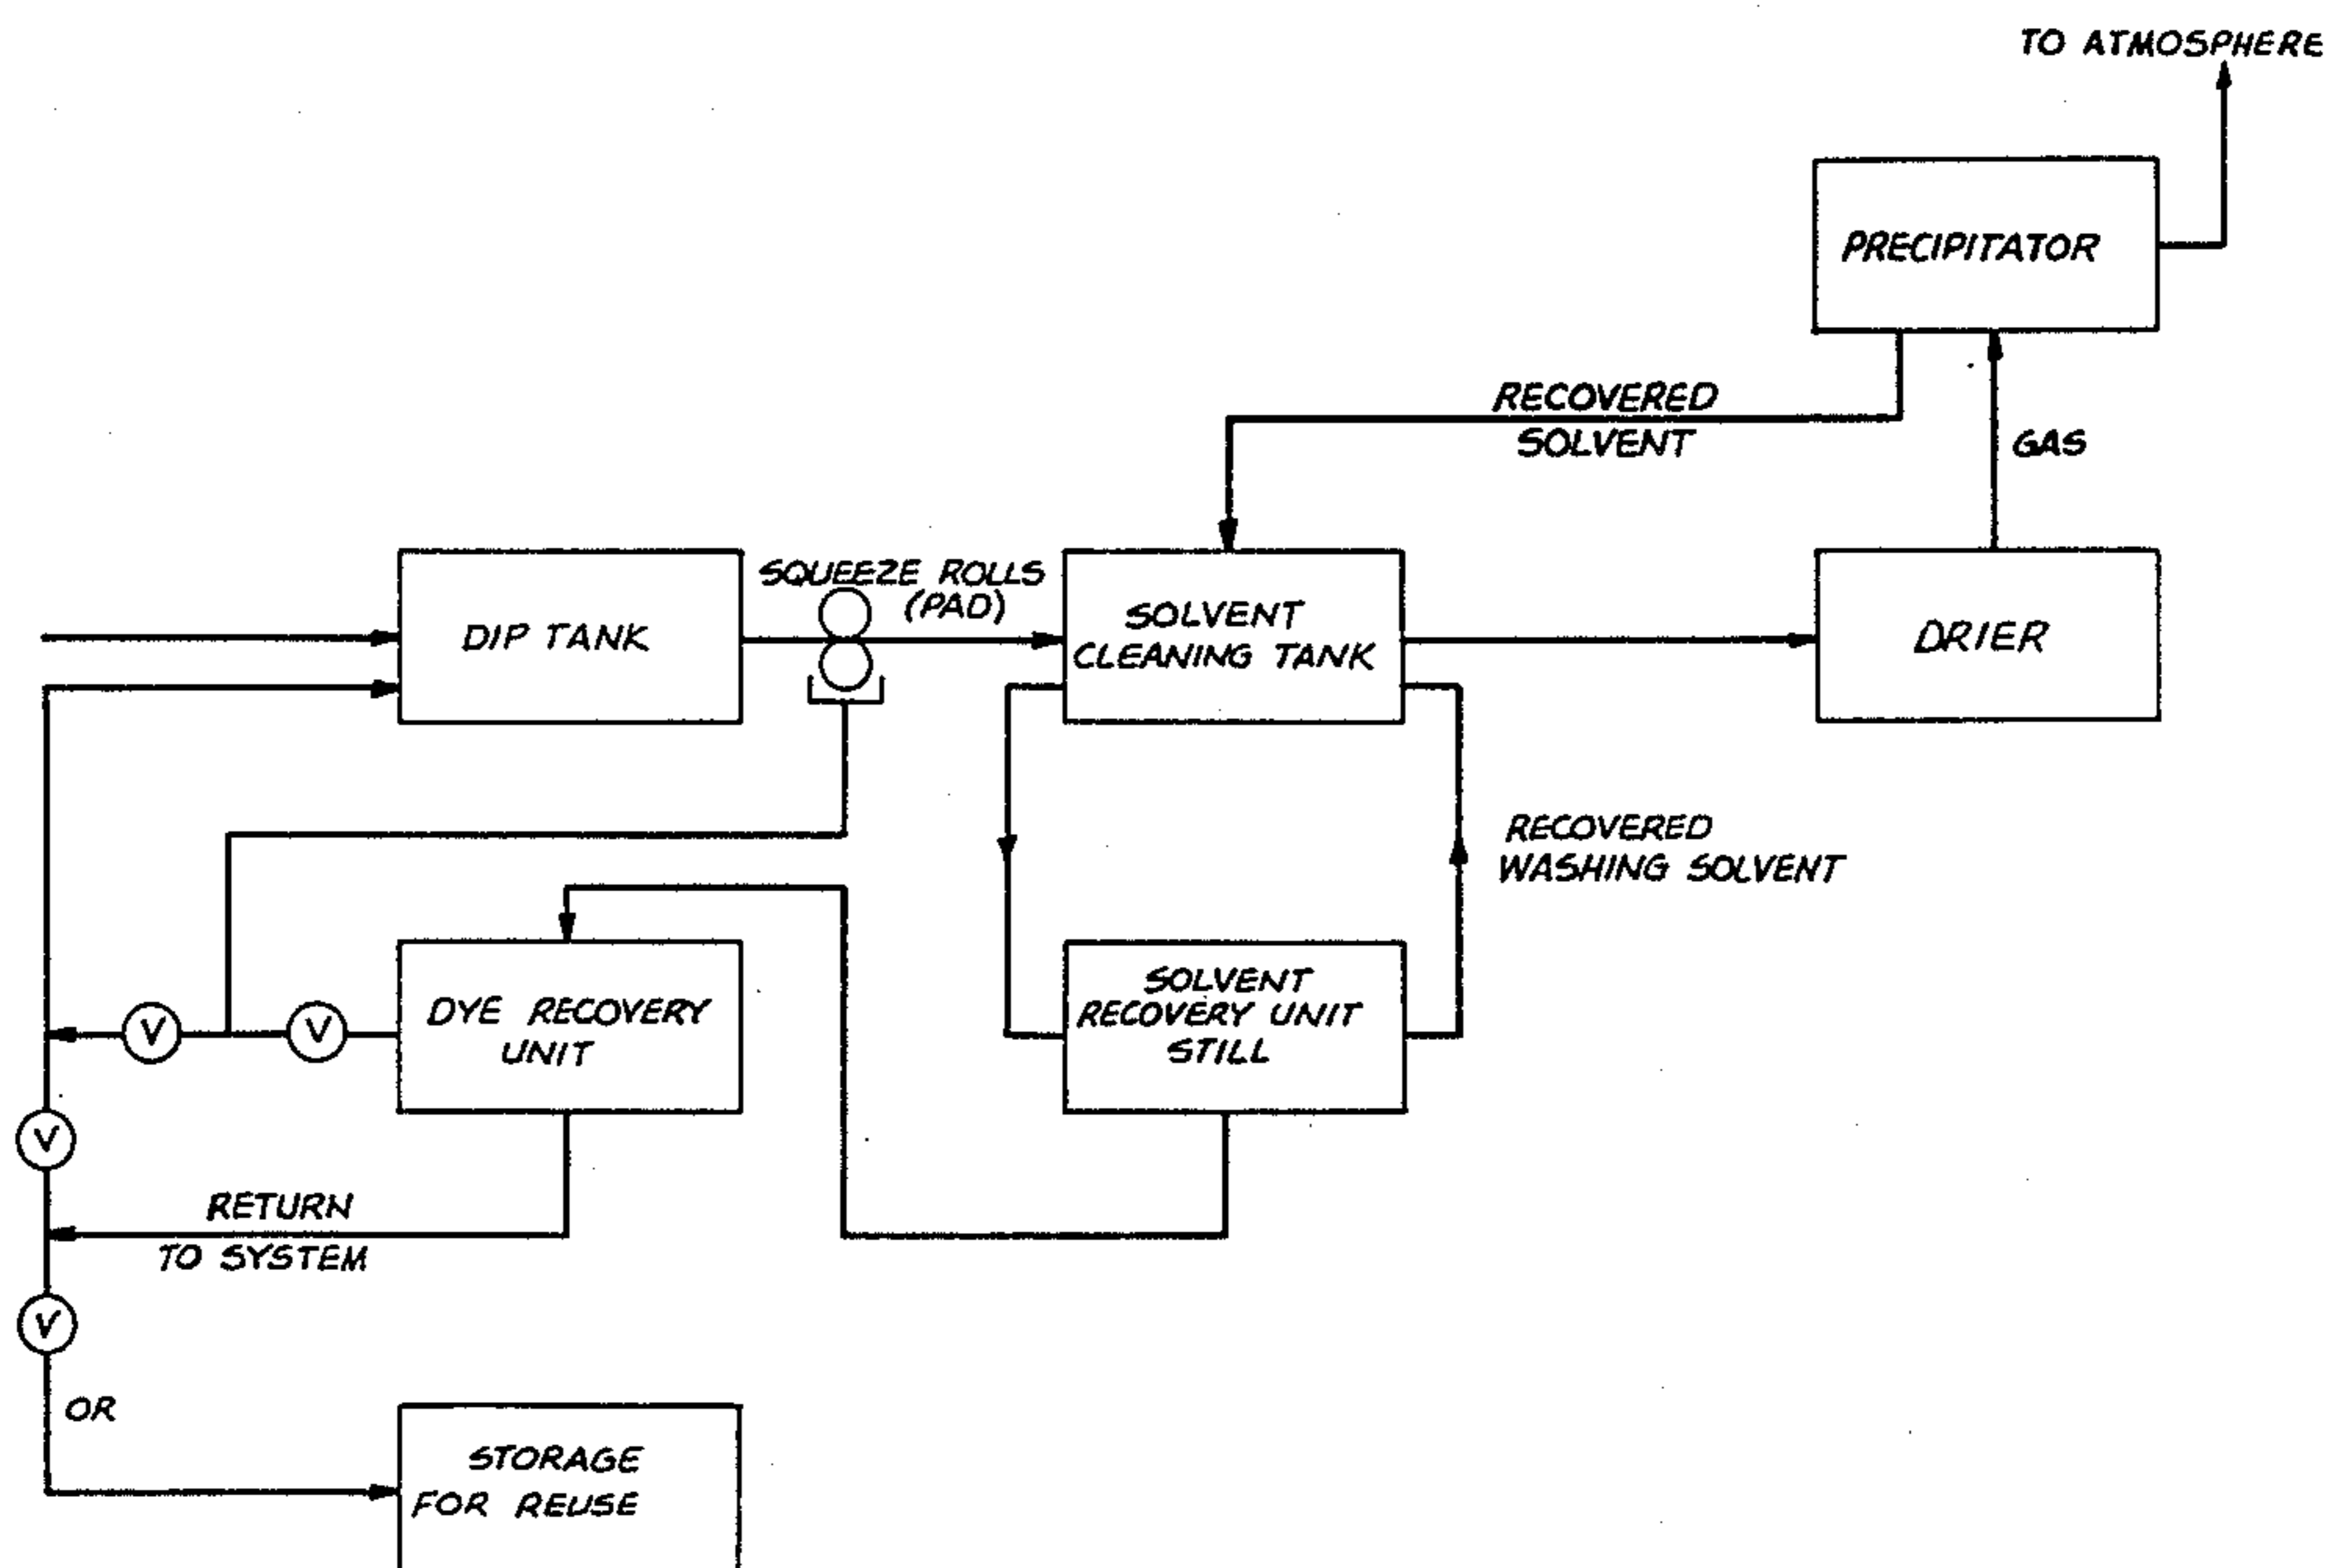 TO ATMOSPHERE
PRECIPITATOR
RECOVERED
SOLVENT
GAS
SQUEEZE ROLLS
(PAD)
DIP TANK
SOLVENT
CLEANING TANK
DRIER
RECOVERED
WASHING SOLVENT
DYE RECOVERY
UNIT
SOLVENT
RECOVERY UNIT
STILL
V
V
V
RETURN
TO SYSTEM
V
OR
STORAGE
FOR REUSE